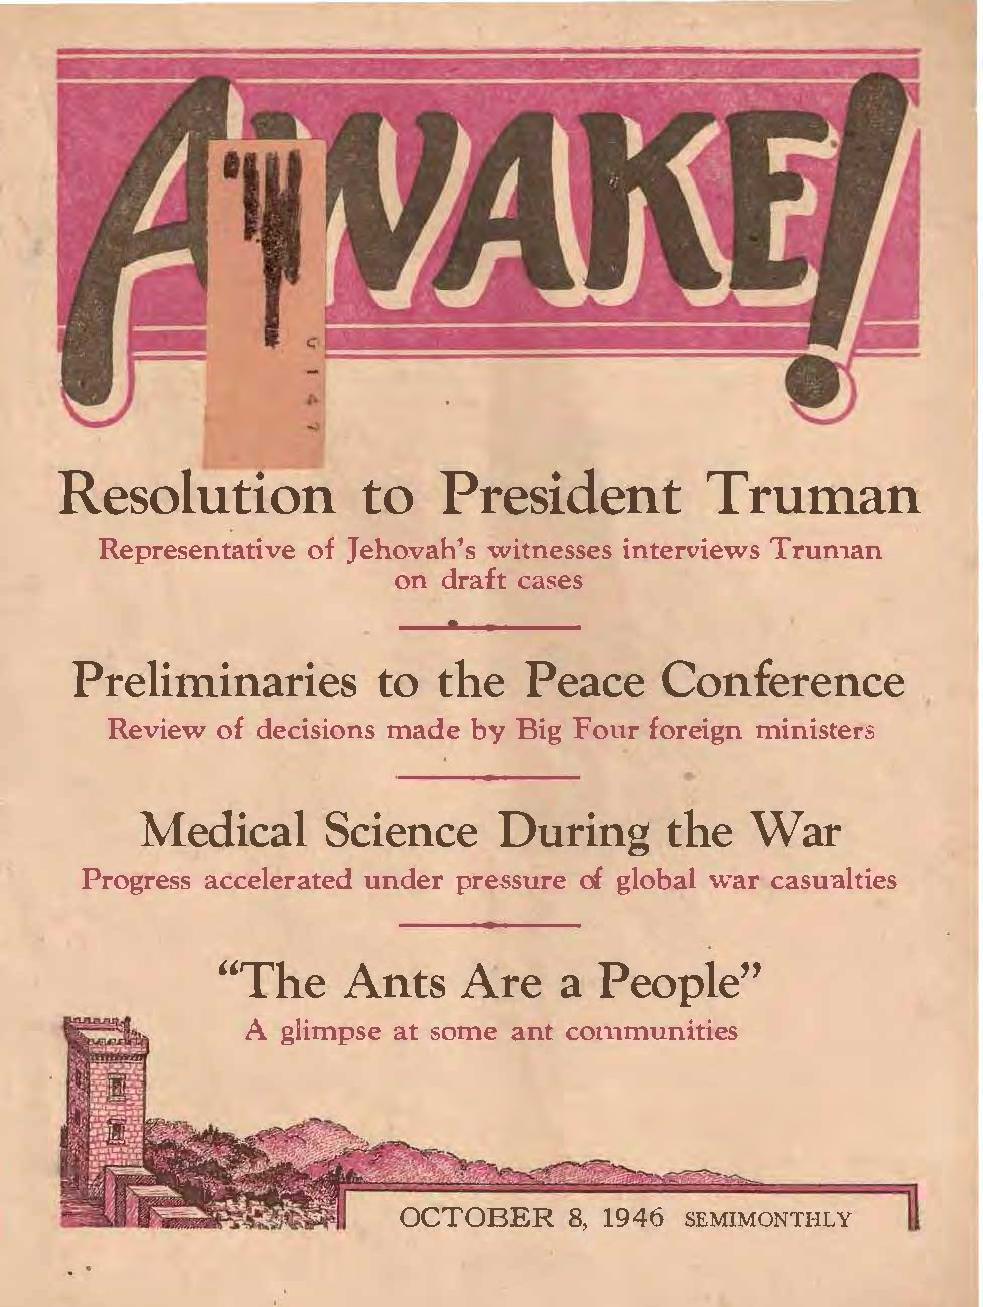 AWAKE!
G147
Resolution to President Truman
Representative of Jehovah's witnesses interviews Truman
on draft cases
Preliminaries to the Peace Conference
Review of decisions made by Big Four foreign ministers
Medical Science During the War
Progress accelerated under pressure of global war casualties
"The Ants Are a People"
A glimpse at some ant communities
OCTOBER 8, 1946 SEMIMONTHLY